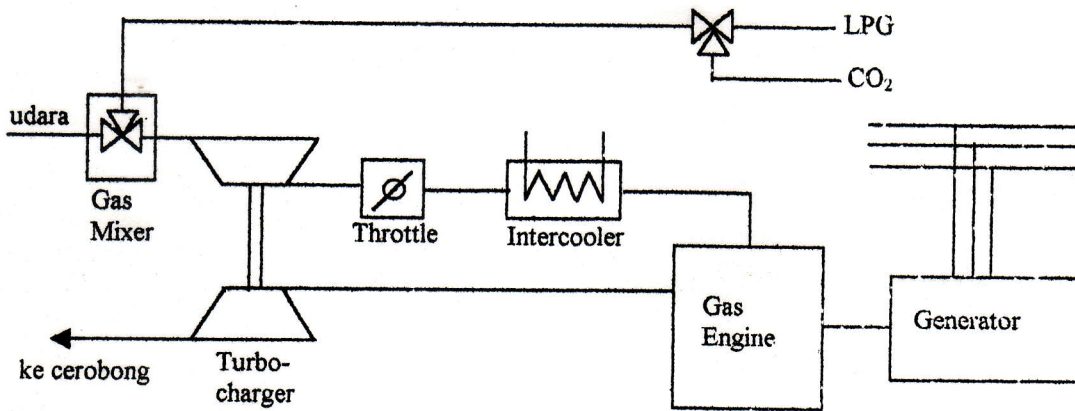 LPG
CO₂
udara
Gas
Mixer
Throttle
Intercooler
Gas
Engine
Generator
ke cerobong
Turbo-
charger